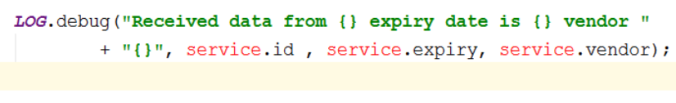 LOG.debug("Received data from {} expiry date is {} vendor "
+ "{}", service.id , service.expiry, service.vendor);